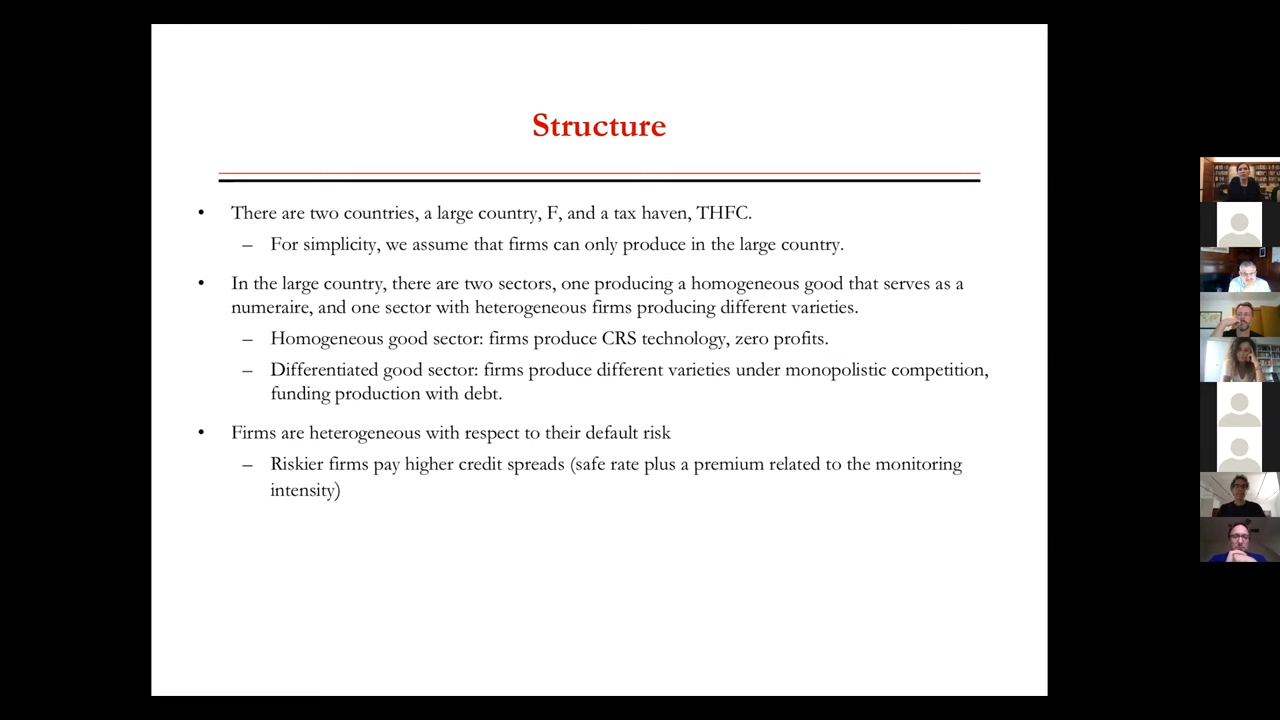 Structure
• There are two countries, a large country, F, and a tax haven, THFC.
– For simplicity, we assume that firms can only produce in the large country.
• In the large country, there are two sectors, one producing a homogeneous good that serves as a
numeraire, and one sector with heterogeneous firms producing different varieties.
– Homogeneous good sector: firms produce CRS technology, zero profits.
– Differentiated good sector: firms produce different varieties under monopolistic competition,
funding production with debt.
• Firms are heterogeneous with respect to their default risk
– Riskier firms pay higher credit spreads (safe rate plus a premium related to the monitoring
intensity)